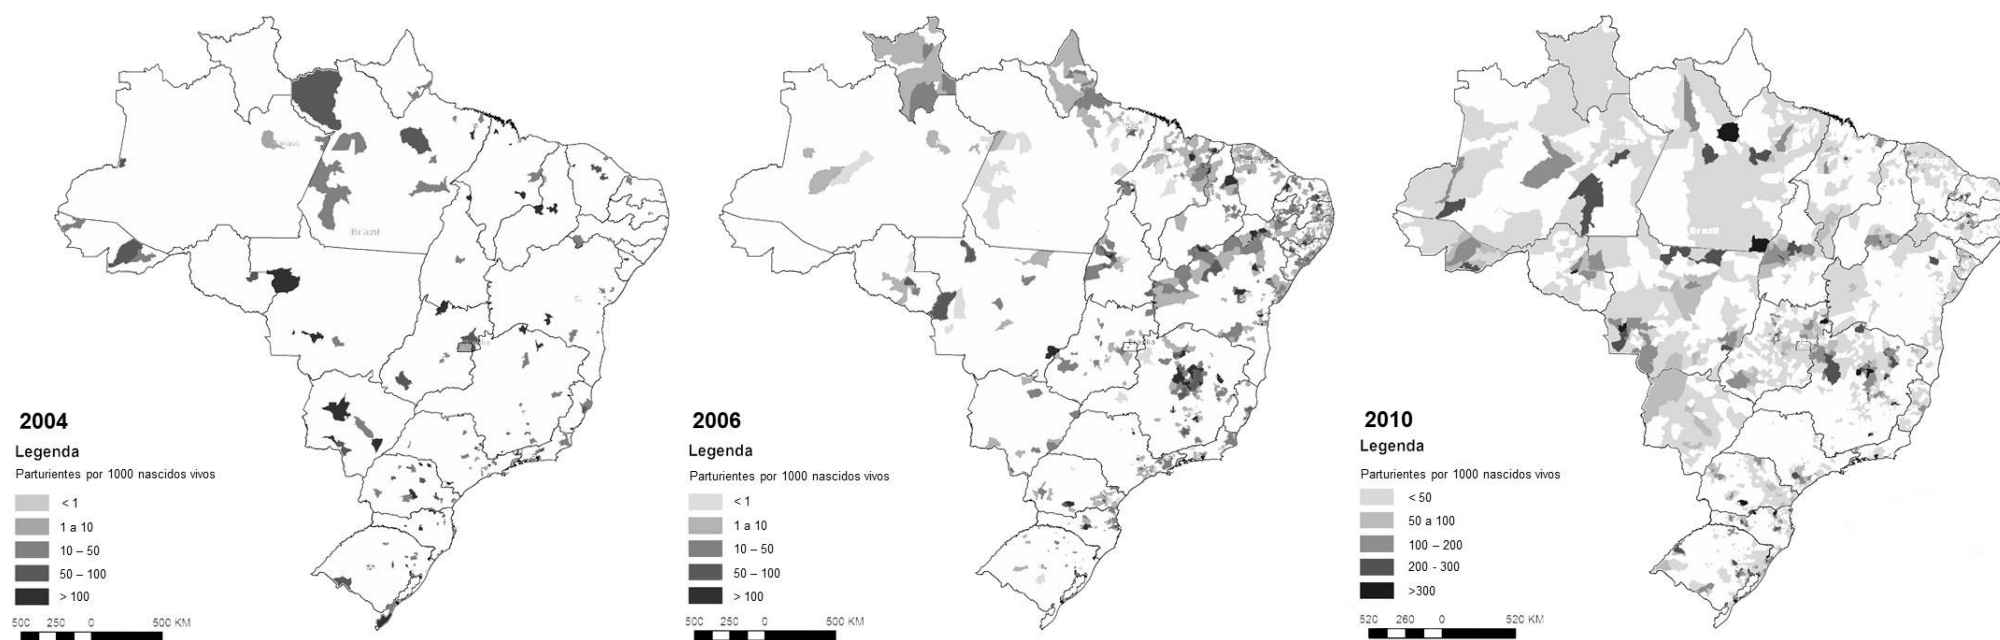 2004
Legenda
Parturientes por 1000 nascidos vivos
< 1
1 a 10
10 – 50
50 – 100
> 100
500 250 0 500 KM
Brazil
2006
Legenda
Parturientes por 1000 nascidos vivos
< 1
1 a 10
10 – 50
50 – 100
> 100
500 250 0 500 KM
Brasília
2010
Legenda
Parturientes por 1000 nascidos vivos
< 50
50 a 100
100 – 200
200 - 300
>300
520 260 0 520 KM
Brazil